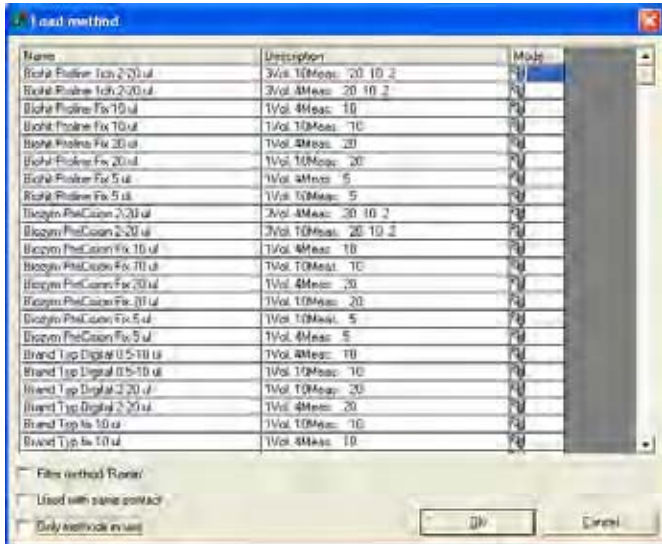 Load method
Name Description Mode
Biohit Proline 1ch 2-20 ul 3Vol. 10Meas: 20 10 2
Biohit Proline 1ch 2-20 ul 3Vol. 4Meas: 20 10 2
Biohit Proline Fix 10 ul 1Vol. 4Meas: 10
Biohit Proline Fix 10 ul 1Vol. 10Meas: 10
Biohit Proline Fix 20 ul 1Vol. 4Meas: 20
Biohit Proline Fix 20 ul 1Vol. 10Meas: 20
Biohit Proline Fix 5 ul 1Vol. 4Meas: 5
Biohit Proline Fix 5 ul 1Vol. 10Meas: 5
Biozym PreCision 2-20 ul 3Vol. 4Meas: 20 10 2
Biozym PreCision 2-20 ul 3Vol. 10Meas: 20 10 2
Biozym PreCision Fix 10 ul 1Vol. 4Meas: 10
Biozym PreCision Fix 10 ul 1Vol. 10Meas: 10
Biozym PreCision Fix 20 ul 1Vol. 4Meas: 20
Biozym PreCision Fix 20 ul 1Vol. 10Meas: 20
Biozym PreCision Fix 5 ul 1Vol. 10Meas: 5
Biozym PreCision Fix 5 ul 1Vol. 4Meas: 5
Brand Typ Digital 0.5-10 ul 1Vol. 4Meas: 10
Brand Typ Digital 0.5-10 ul 1Vol. 10Meas: 10
Brand Typ Digital 2-20 ul 1Vol. 10Meas: 20
Brand Typ Digital 2-20 ul 1Vol. 4Meas: 20
Brand Typ fix 10 ul 1Vol. 10Meas: 10
Brand Typ fix 10 ul 1Vol. 4Meas: 10
Filter method 'Rainin'
Used with same contact
Only methods in use
Ok Cancel